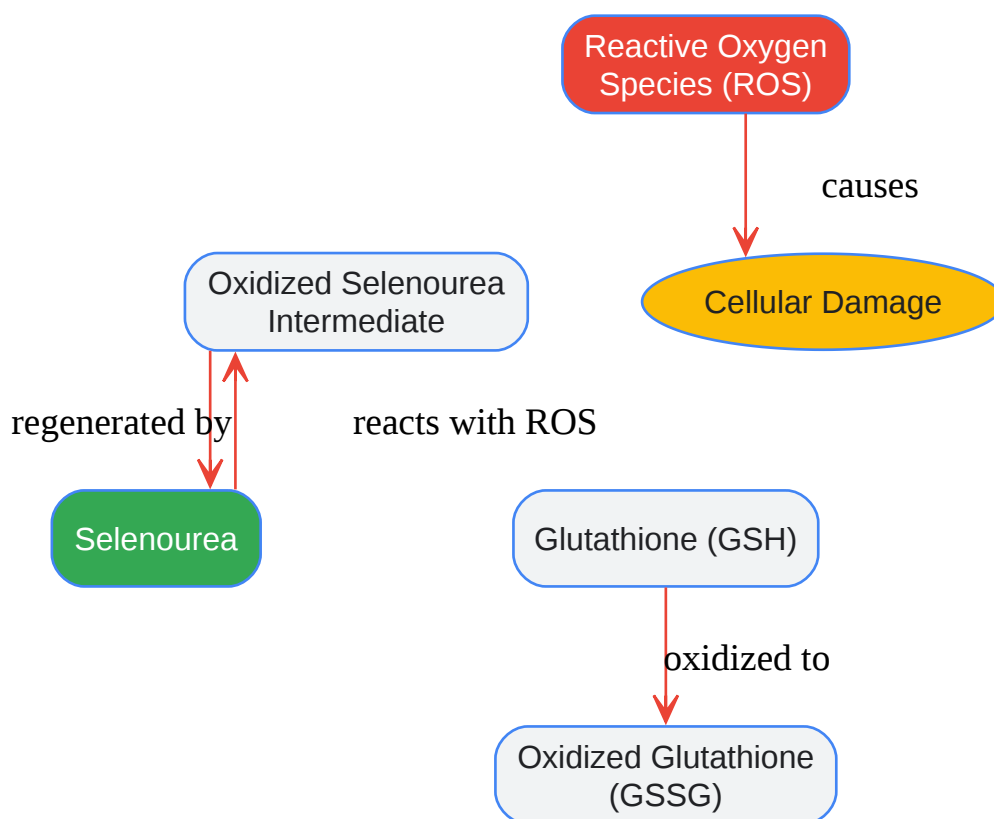 Reactive Oxygen
Species (ROS)
causes
Oxidized Selenourea
Intermediate
Cellular Damage
regenerated by
reacts with ROS
Selenourea
Glutathione (GSH)
oxidized to
Oxidized Glutathione
(GSSG)